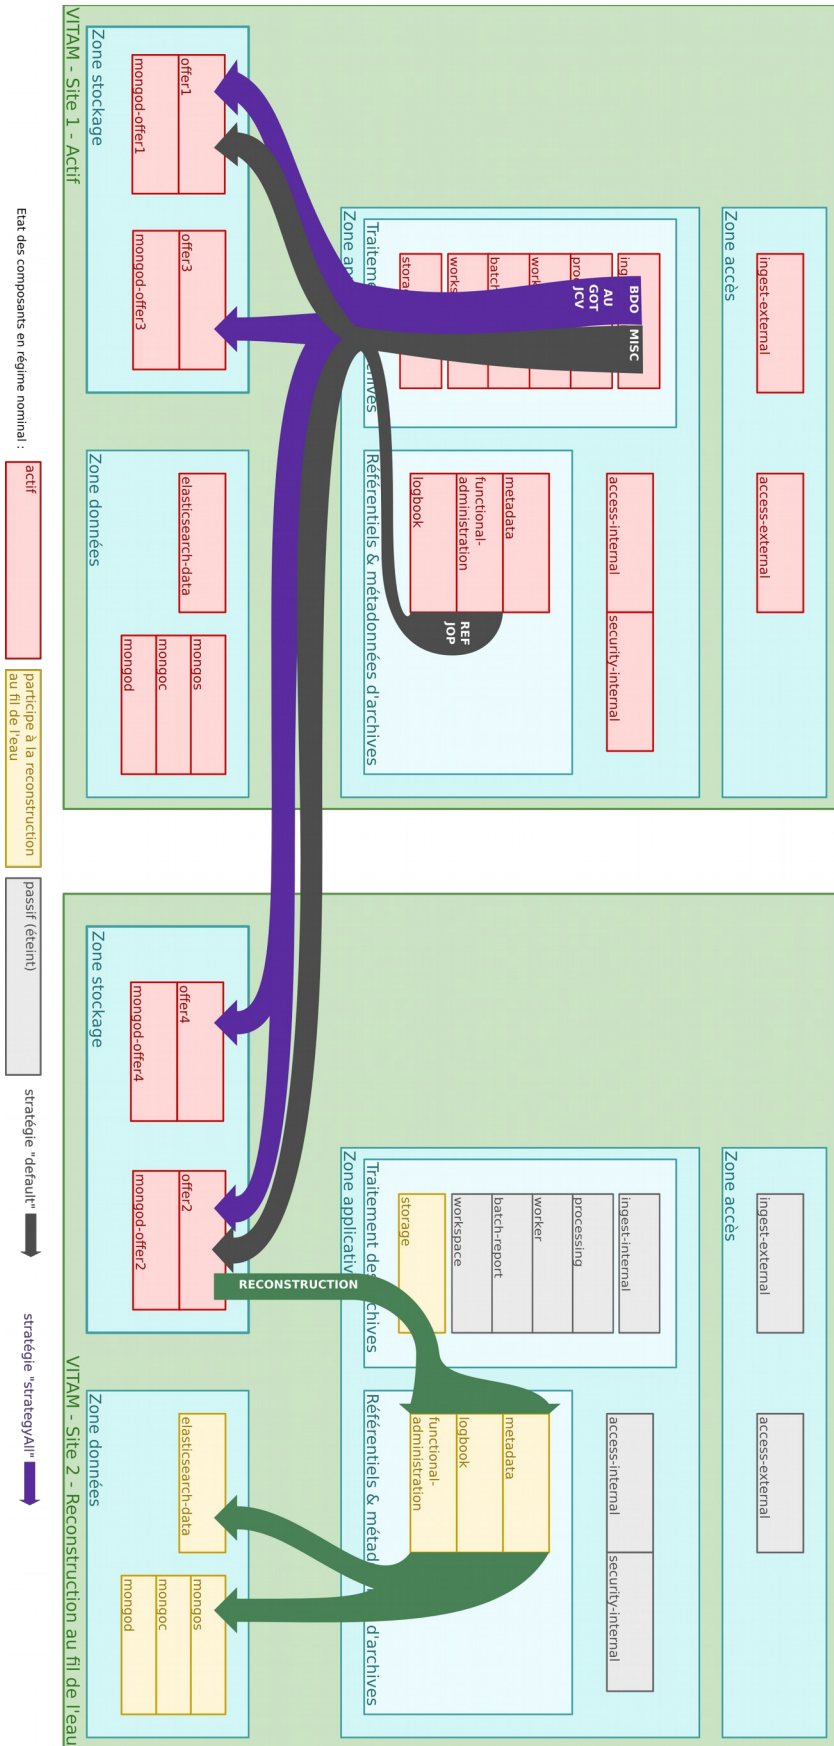 Zone accès
ingest-external
access-external
ingest-external
access-external
Zone accès
BDO
MISC
AU
GOT
JCV
access-internal
security-internal
metadata
functional-
administration
logbook
REF
JOP
Référentiels & métadonnées d'archives
Zone stockage
offer1
mongod-offer1
offer3
mongod-offer3
Zone données
elasticsearch-data
mongos
mongoc
mongod
VITAM - Site 1 - Actif
ingest-internal
processing
worker
batch-report
workspace
storage
Traitement des archives
Zone applicative
access-internal
security-internal
metadata
logbook
functional-
administration
Référentiels & métad d'archives
RECONSTRUCTION
Zone stockage
offer4
mongod-offer4
offer2
mongod-offer2
Zone données
elasticsearch-data
mongos
mongoc
mongod
VITAM - Site 2 - Reconstruction au fil de l'eau
Etat des composants en régime nominal :
actif
participe à la reconstruction
au fil de l'eau
passif (éteint)
stratégie "default"
stratégie "strategyAll"